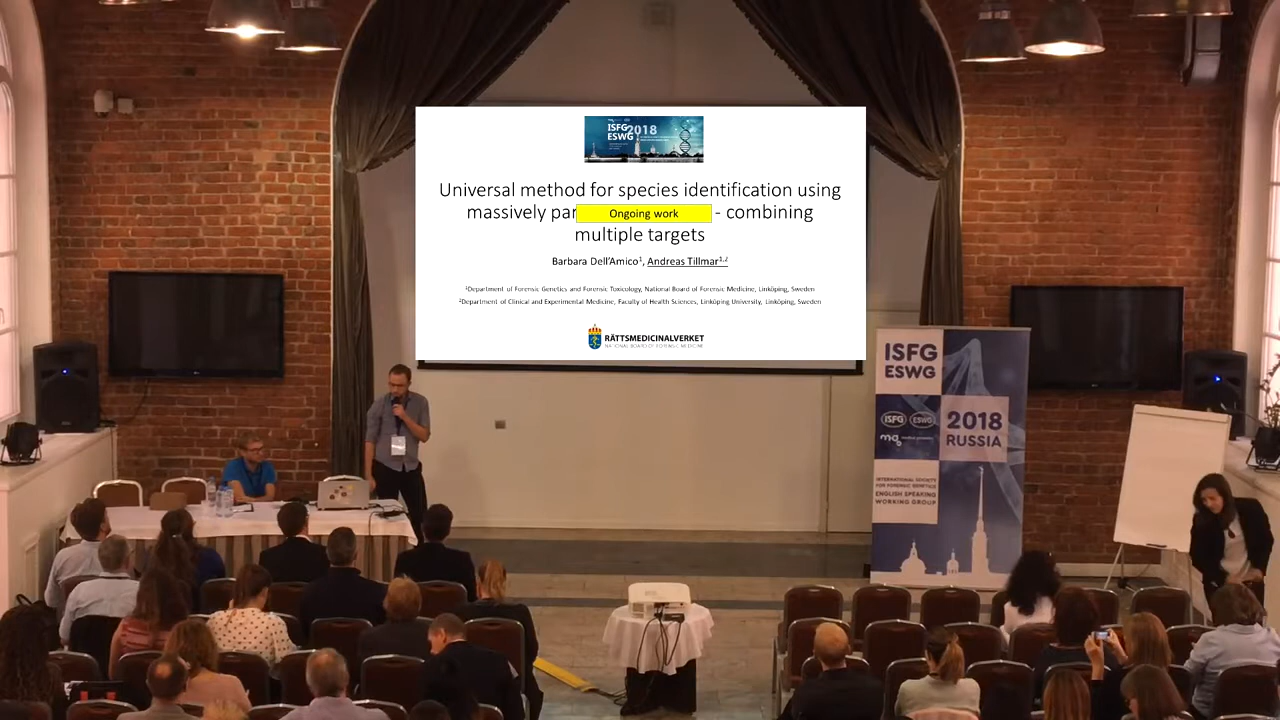 ISFG 2018
ESWG
Universal method for species identification using
massively par Ongoing work - combining
multiple targets
Barbara Dell'Amico¹, Andreas Tillmar¹,²
¹Department of Forensic Genetics and Forensic Toxicology, National Board of Forensic Medicine, Linköping, Sweden
²Department of Clinical and Experimental Medicine, Faculty of Health Sciences, Linköping University, Linköping, Sweden
RÄTTSMEDICINALVERKET
NATIONAL BOARD OF FORENSIC MEDICINE
ISFG
ESWG
ISFG ESWG
2018
RUSSIA
INTERNATIONAL SOCIETY
FOR FORENSIC GENETICS
ENGLISH SPEAKING
WORKING GROUP